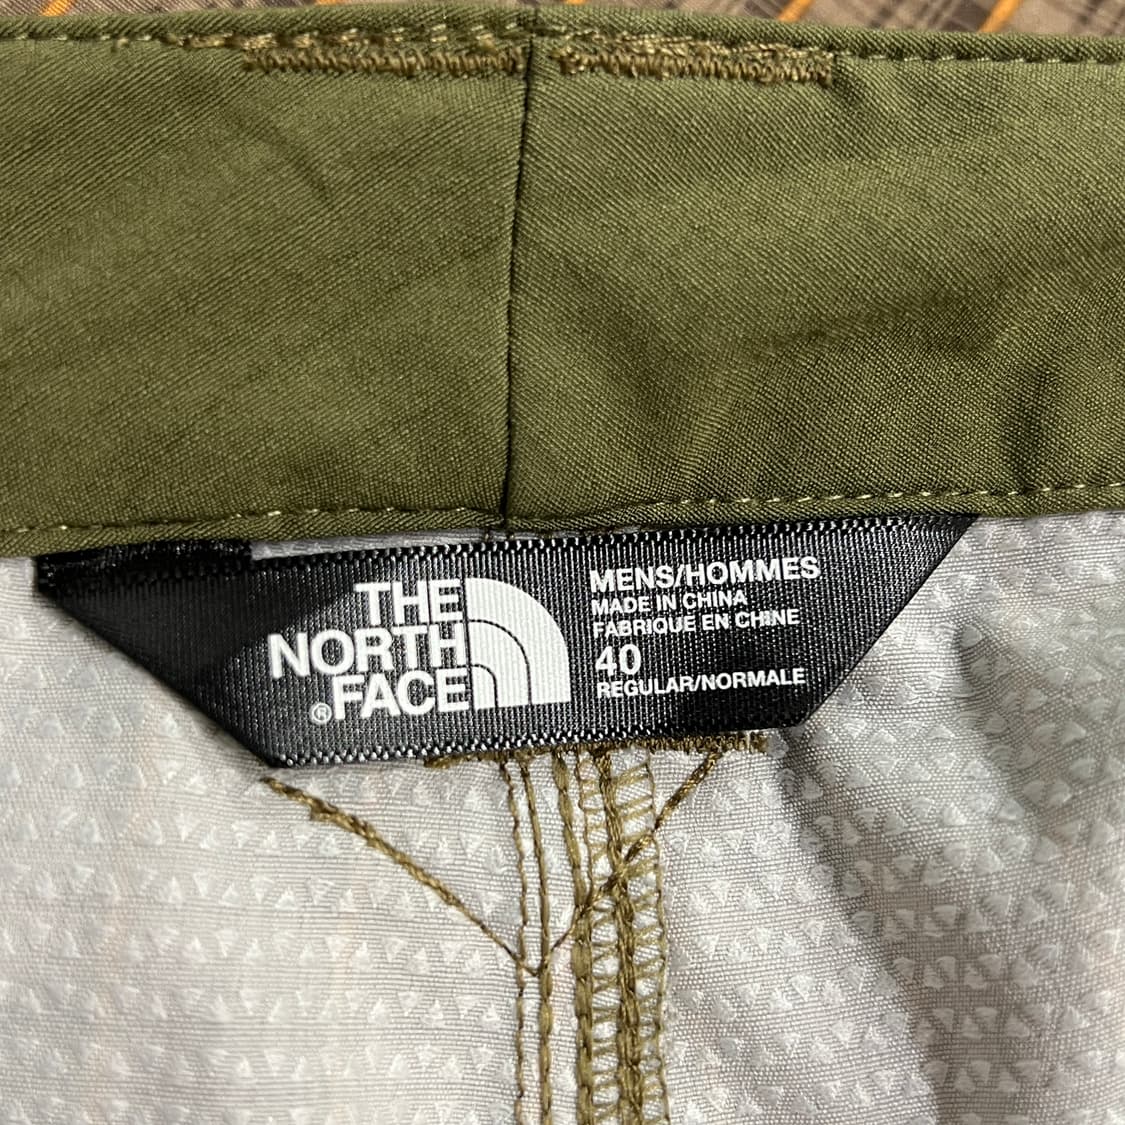 THE
NORTH
FACE®
MENS/HOMMES
MADE IN CHINA
FABRIQUE EN CHINE
40
REGULAR/NORMALE